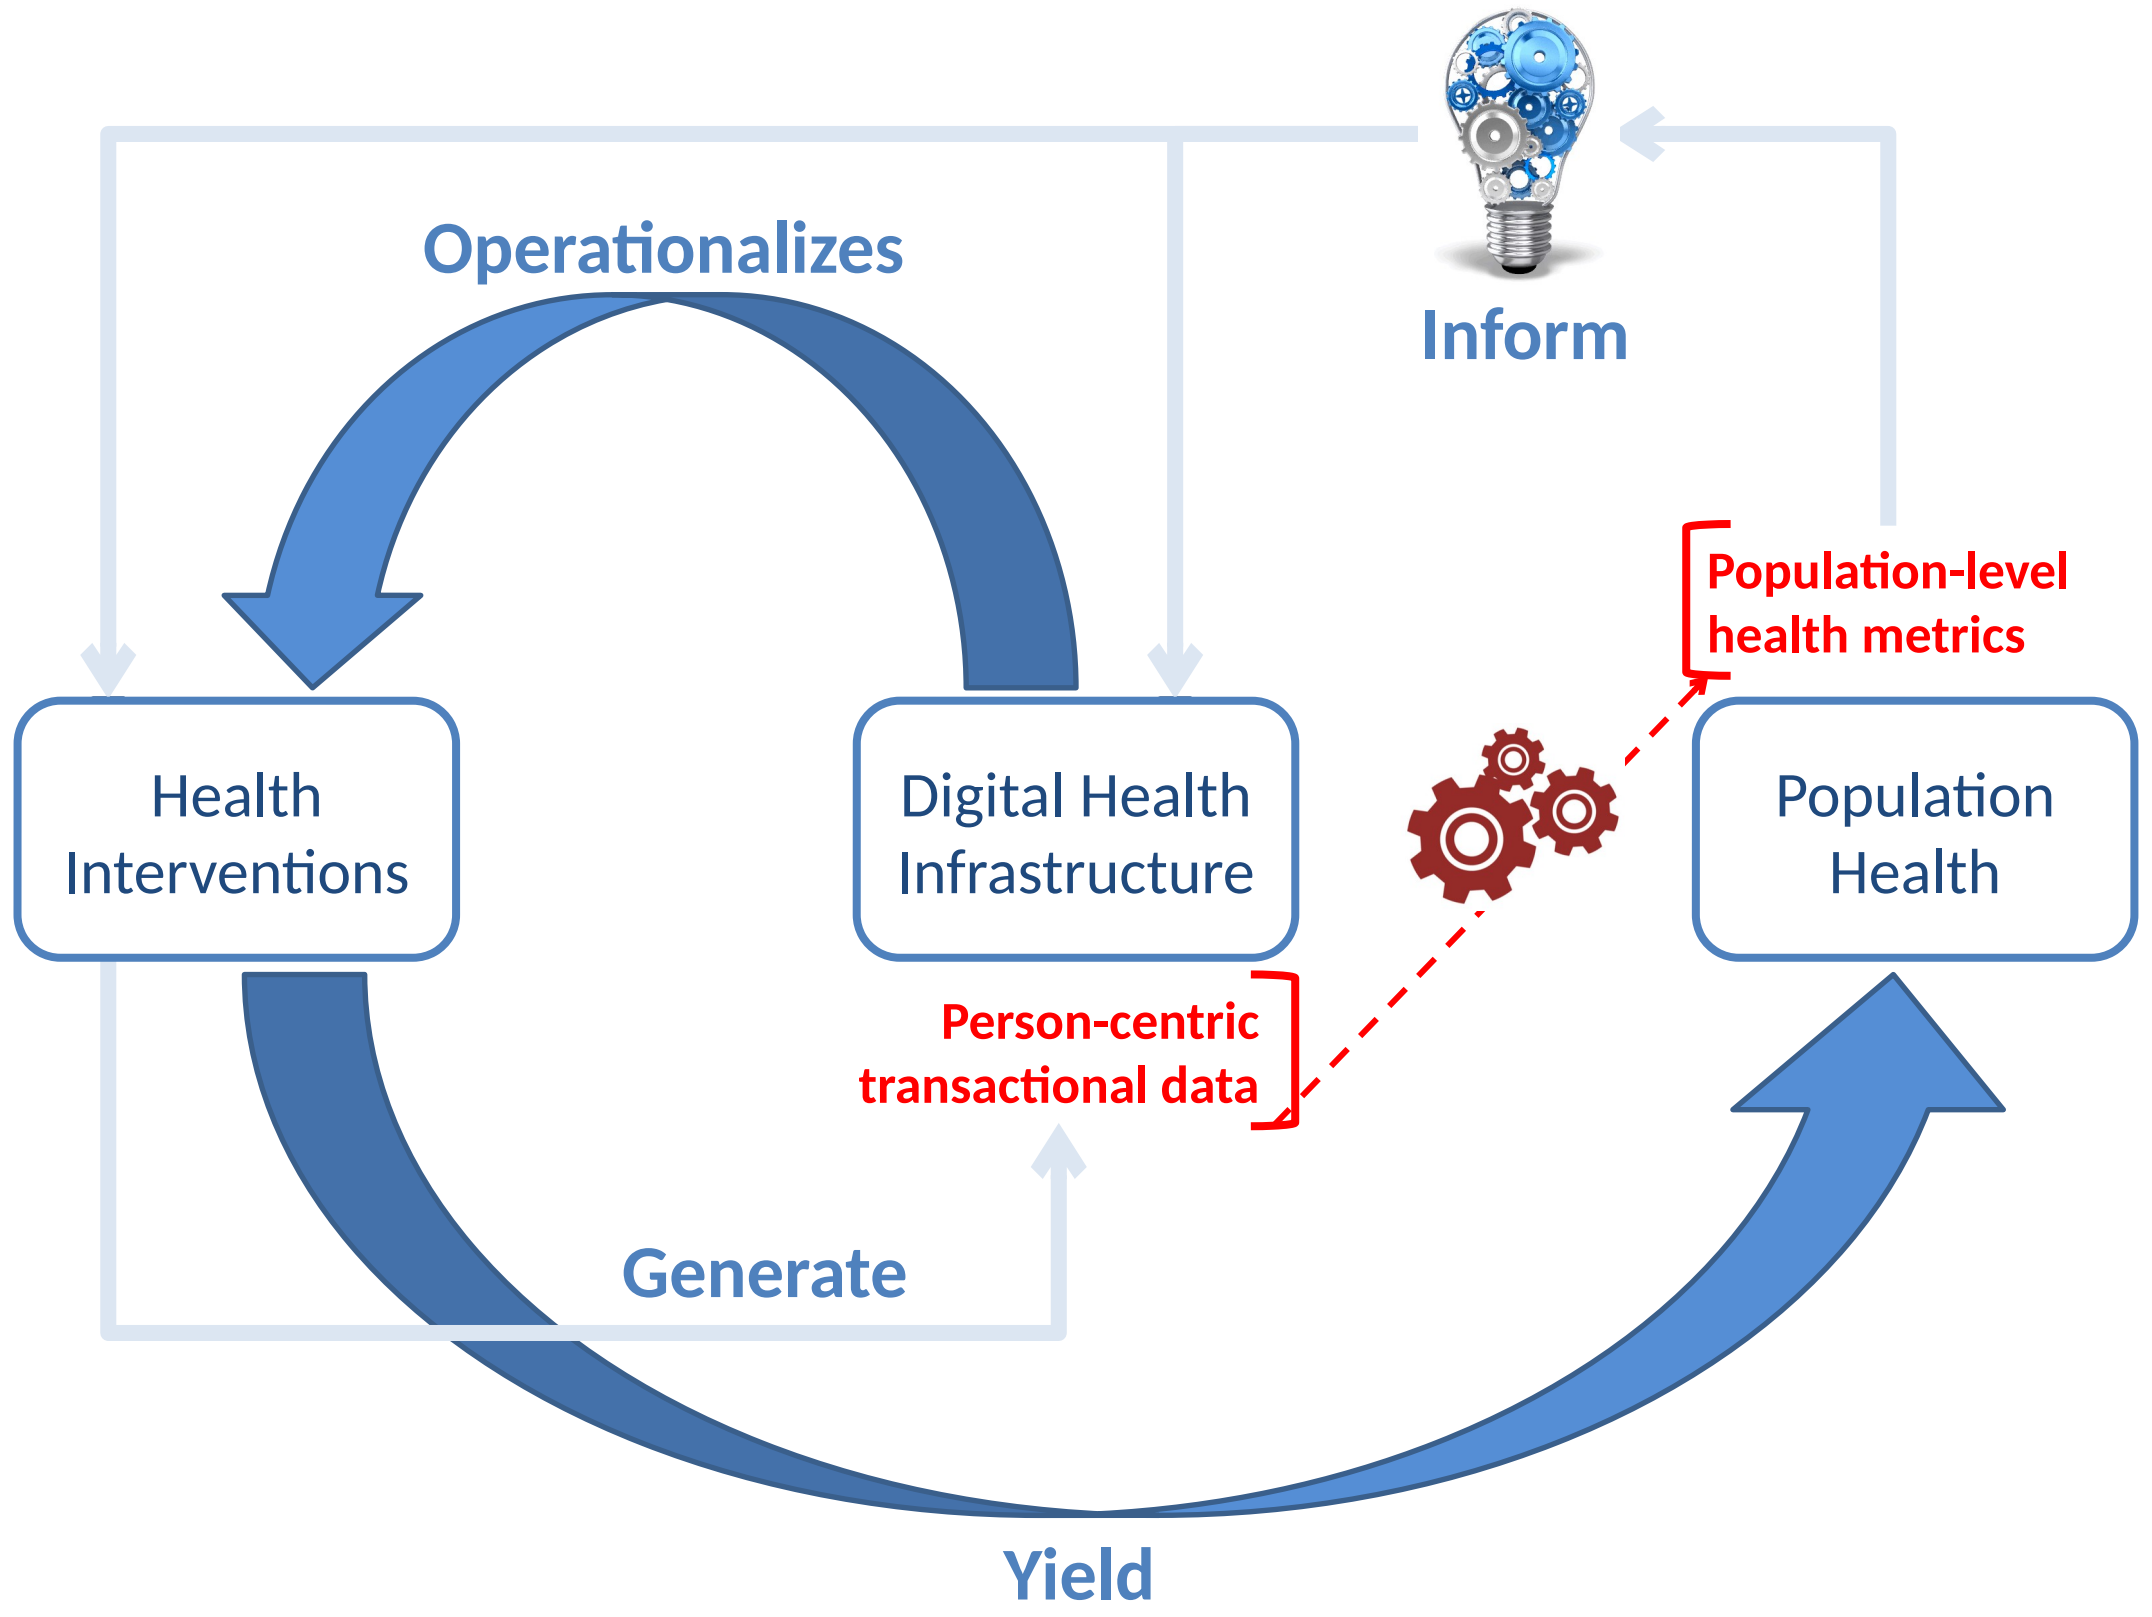 Operationalizes
Inform
Population-level
health metrics
Health
Interventions
Digital Health
Infrastructure
Population
Health
Person-centric
transactional data
Generate
Yield